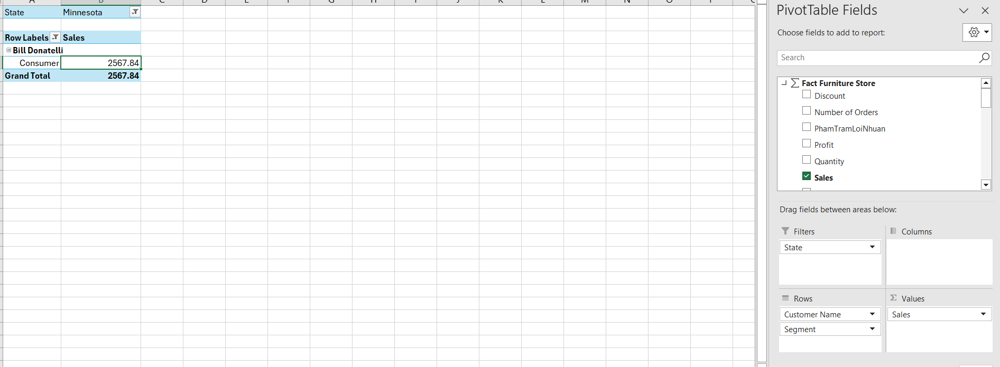 A B C D E F G H I J K L M N O P
State Minnesota
Row Labels Sales
Bill Donatelli
Consumer 2567.84
Grand Total 2567.84
PivotTable Fields
Choose fields to add to report:
Search
Fact Furniture Store
Discount
Number of Orders
PhamTramLoiNhuan
Profit
Quantity
Sales
Drag fields between areas below:
Filters
Columns
State
Rows
Values
Customer Name
Sales
Segment